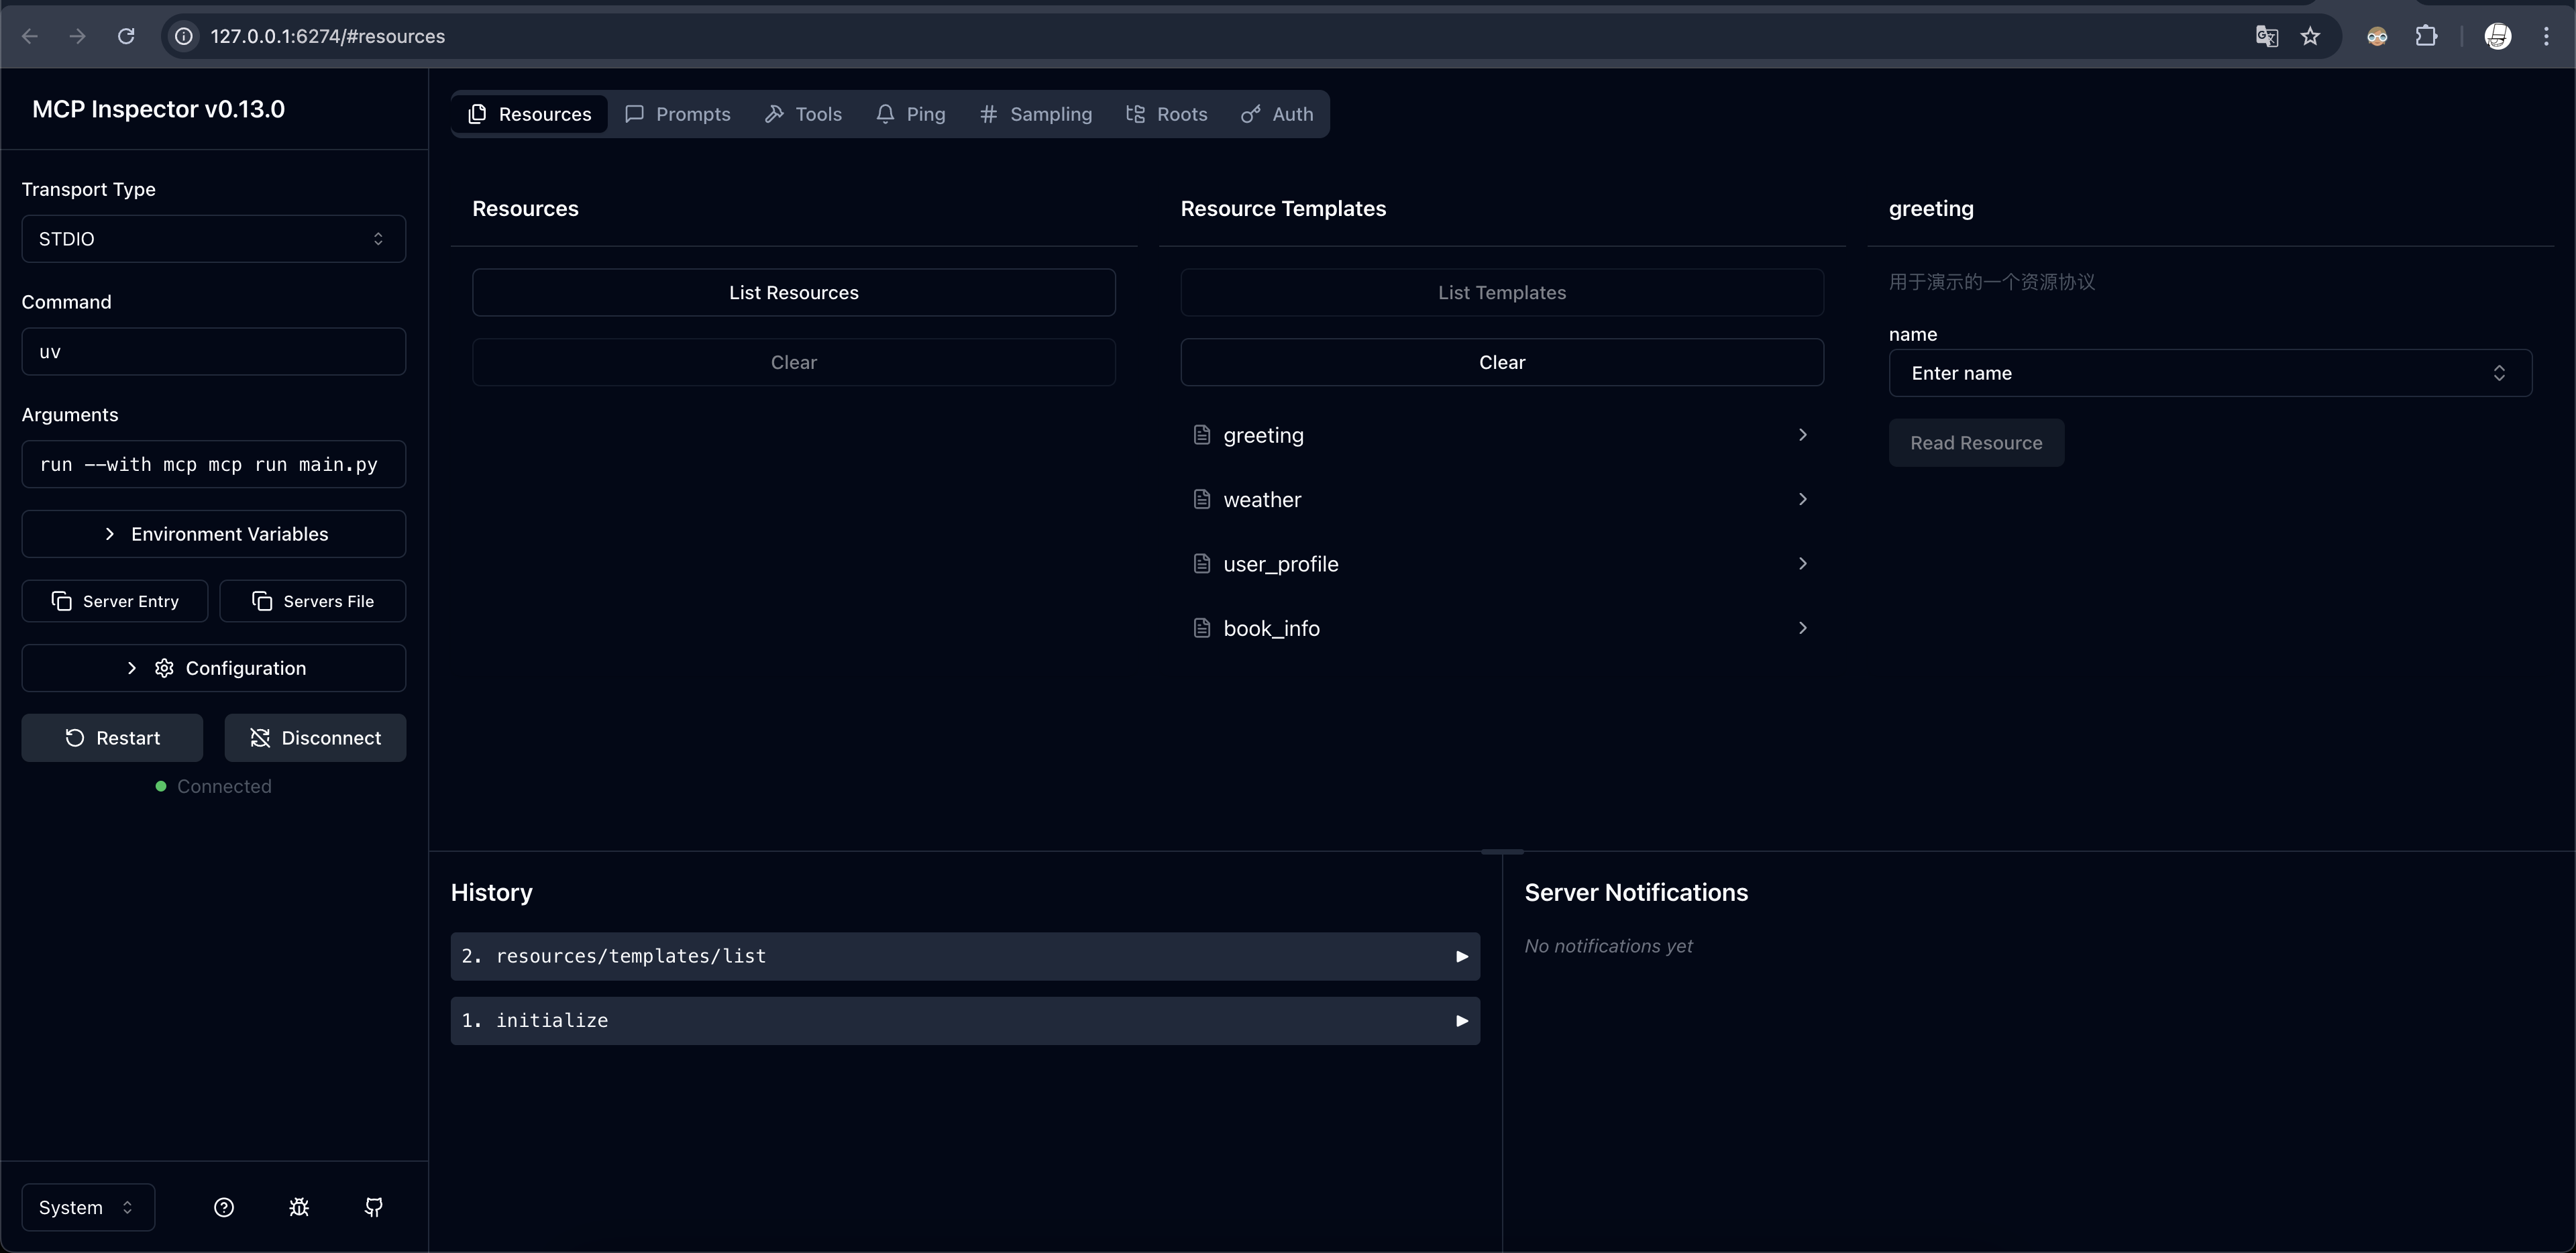 127.0.0.1:6274/#resources
MCP Inspector v0.13.0
Transport Type
STDIO
Command
uv
Arguments
run --with mcp mcp run main.py
Environment Variables
Server Entry
Servers File
Configuration
Restart
Disconnect
Connected
System
Resources
Prompts
Tools
Ping
Sampling
Roots
Auth
Resources
List Resources
Clear
Resource Templates
List Templates
Clear
greeting
weather
user_profile
book_info
greeting
用于演示的一个资源协议
name
Enter name
Read Resource
History
2. resources/templates/list
1. initialize
Server Notifications
No notifications yet